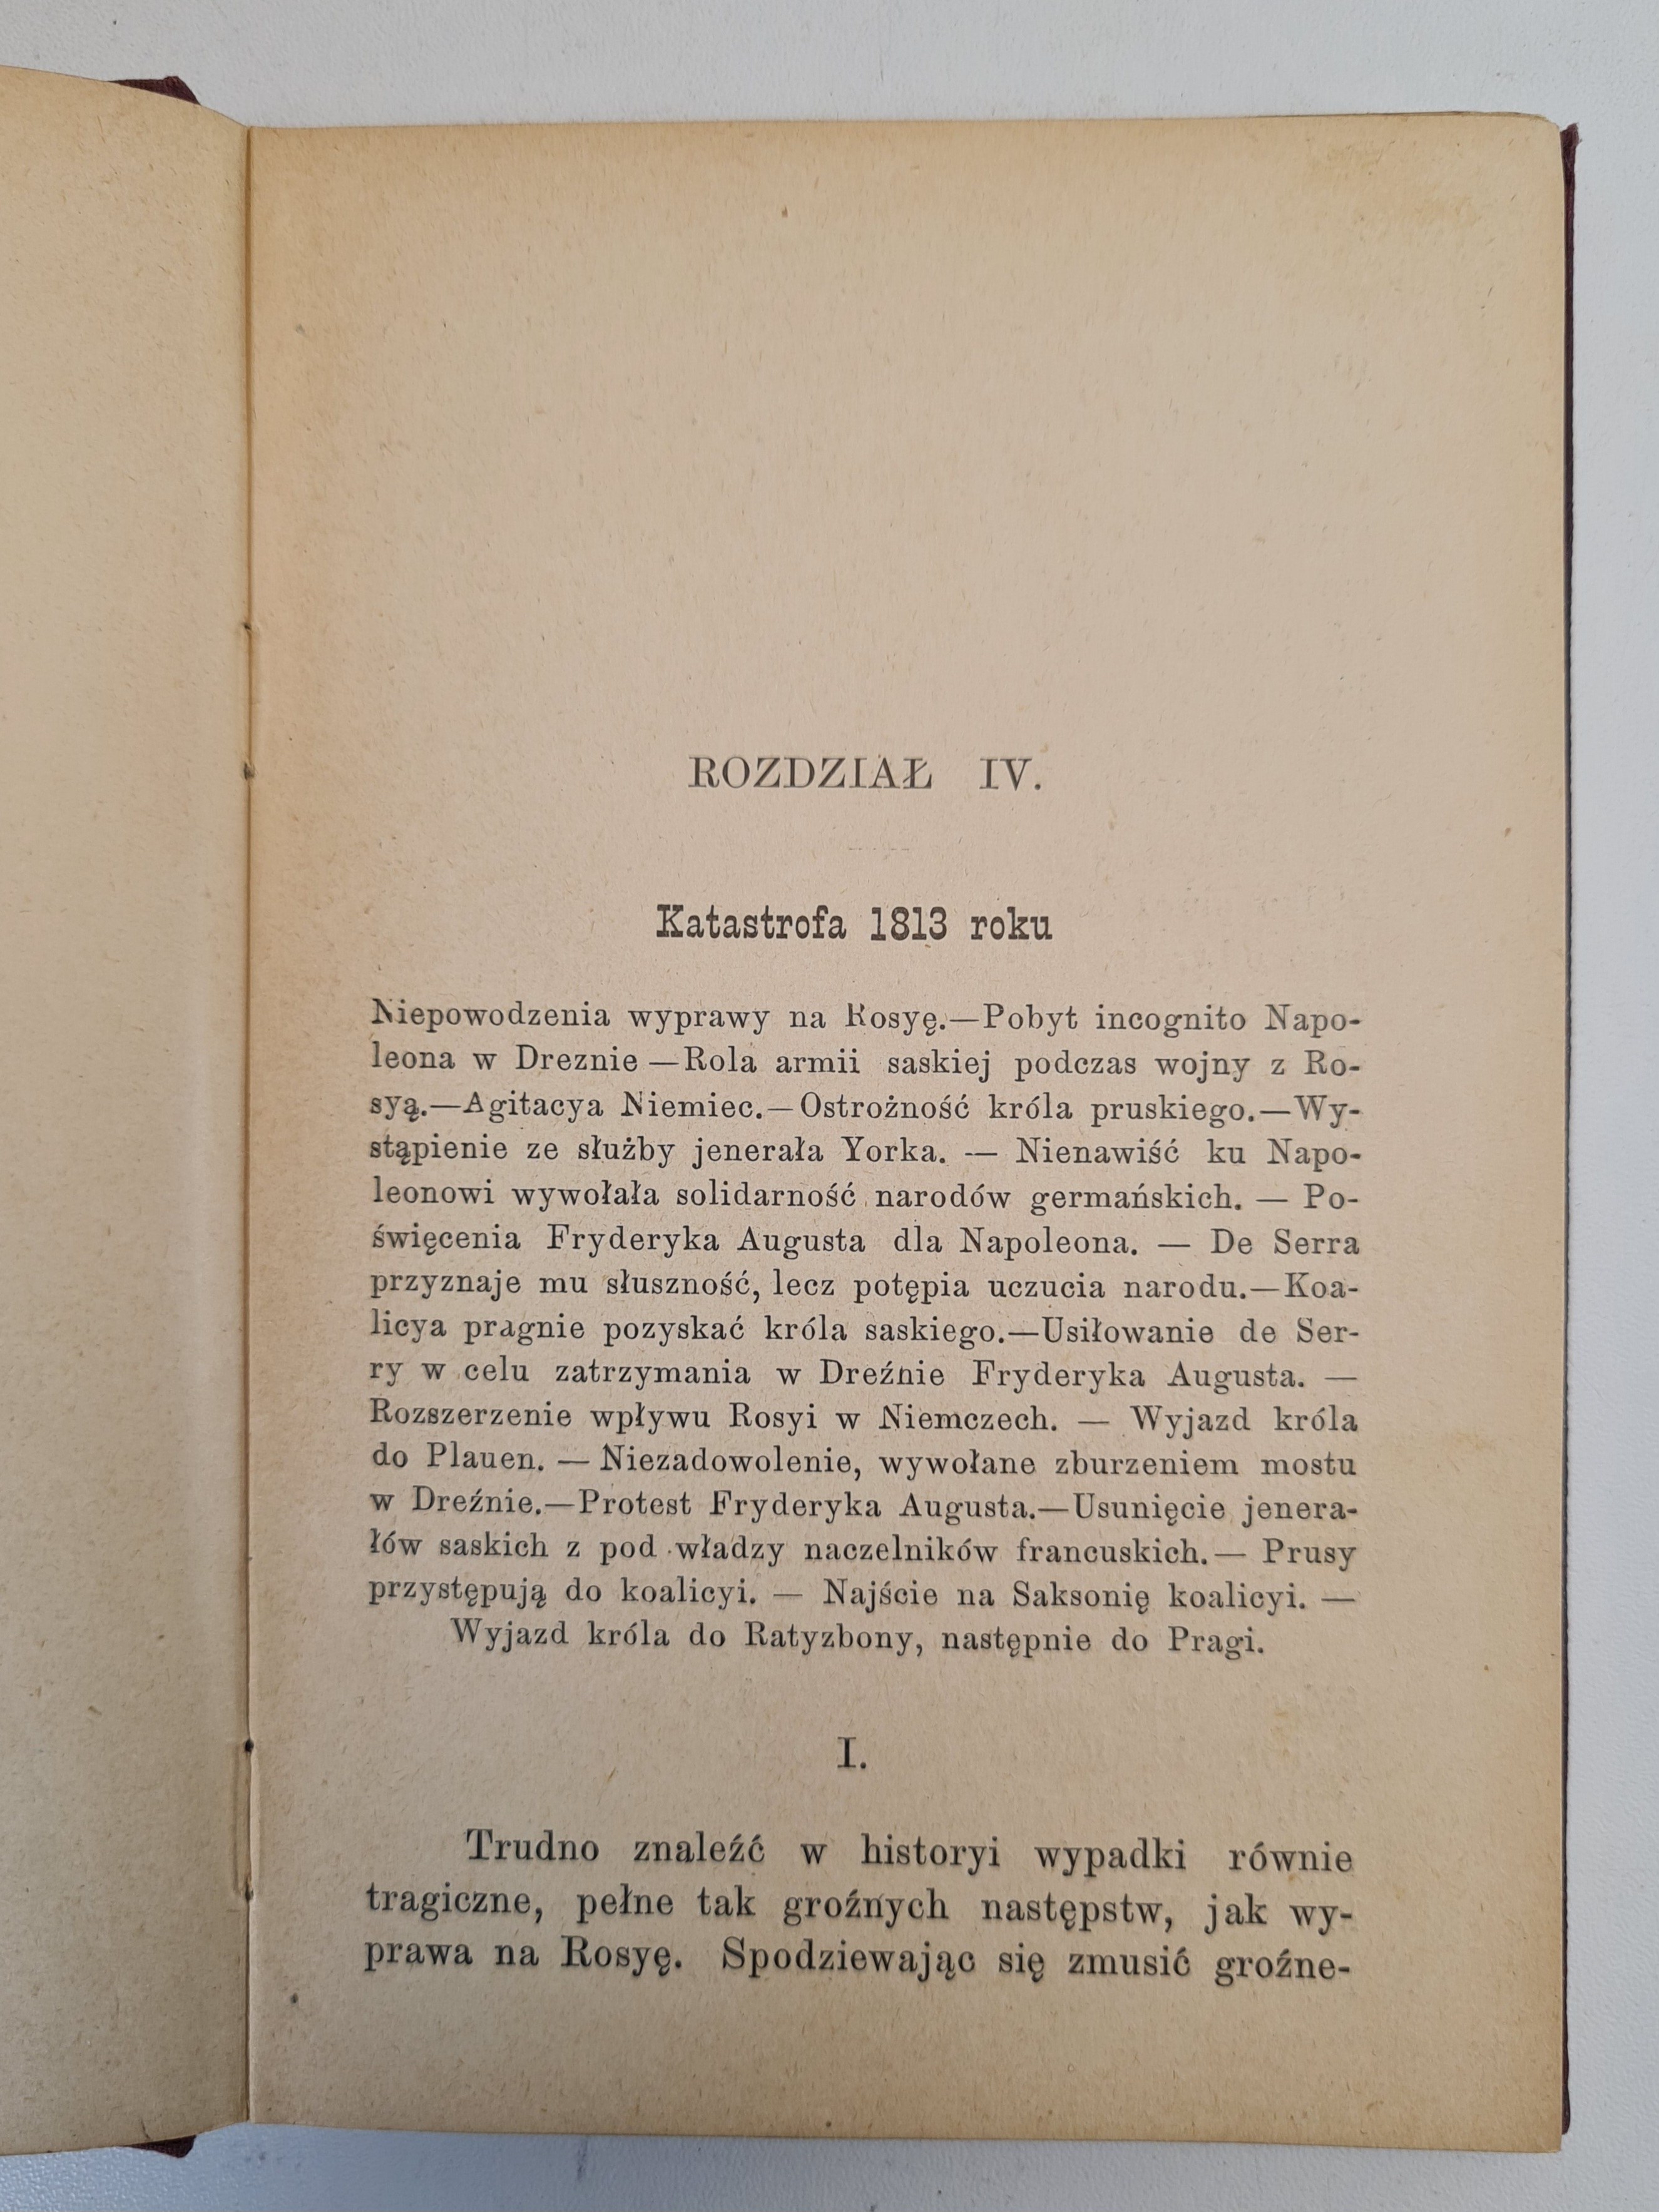 ROZDZIAŁ IV.
Katastrofa 1813 roku
Niepowodzenia wyprawy na Rosyę.—Pobyt incognito Napo-
leona w Dreznie —Rola armii saskiej podczas wojny z Ro-
syą.—Agitacya Niemiec.—Ostrożność króla pruskiego.—Wy-
stąpienie ze służby jenerała Yorka. — Nienawiść ku Napo-
leonowi wywołała solidarność narodów germańskich. — Po-
święcenia Fryderyka Augusta dla Napoleona. — De Serra
przyznaje mu słuszność, lecz potępia uczucia narodu.—Koa-
licya pragnie pozyskać króla saskiego.—Usiłowanie de Ser-
ry w celu zatrzymania w Dreźnie Fryderyka Augusta. —
Rozszerzenie wpływu Rosyi w Niemczech. — Wyjazd króla
do Plauen. — Niezadowolenie, wywołane zburzeniem mostu
w Dreźnie.—Protest Fryderyka Augusta.—Usunięcie jenera-
łów saskich z pod władzy naczelników francuskich.— Prusy
przystępują do koalicyi. — Najście na Saksonię koalicyi. —
Wyjazd króla do Ratyzbony, następnie do Pragi.
I.
Trudno znaleźć w historyi wypadki równie
tragiczne, pełne tak groźnych następstw, jak wy-
prawa na Rosyę. Spodziewając się zmusić groźne-